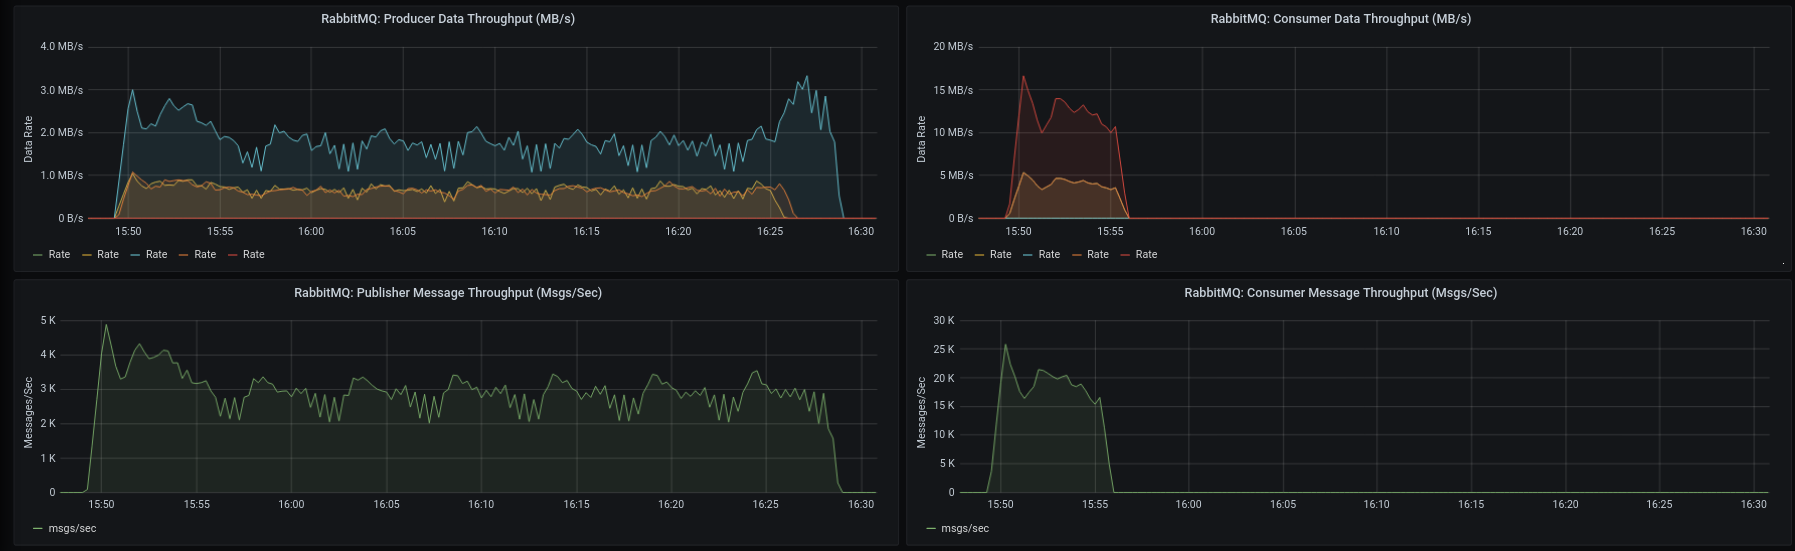 RabbitMQ: Producer Data Throughput (MB/s)
Data Rate
4.0 MB/s
3.0 MB/s
2.0 MB/s
1.0 MB/s
0 B/s
15:50 15:55 16:00 16:05 16:10 16:15 16:20 16:25 16:30
Rate Rate Rate Rate Rate
RabbitMQ: Consumer Data Throughput (MB/s)
Data Rate
20 MB/s
15 MB/s
10 MB/s
5 MB/s
0 B/s
15:50 15:55 16:00 16:05 16:10 16:15 16:20 16:25 16:30
Rate Rate Rate Rate Rate
RabbitMQ: Publisher Message Throughput (Msgs/Sec)
Messages/Sec
5 K
4 K
3 K
2 K
1 K
0
15:50 15:55 16:00 16:05 16:10 16:15 16:20 16:25 16:30
msgs/sec
RabbitMQ: Consumer Message Throughput (Msgs/Sec)
Messages/Sec
30 K
25 K
20 K
15 K
10 K
5 K
0
15:50 15:55 16:00 16:05 16:10 16:15 16:20 16:25 16:30
msgs/sec